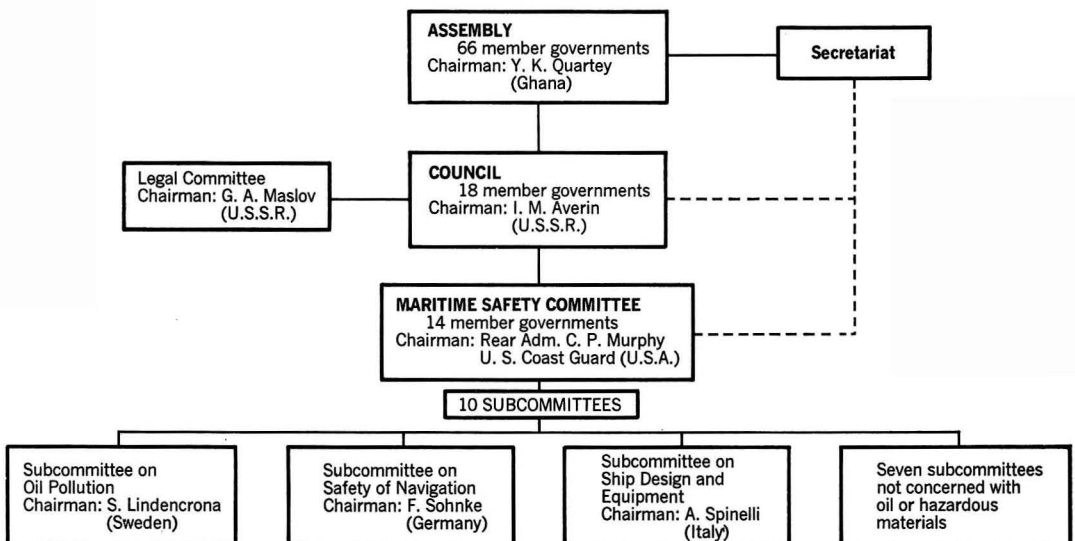 ASSEMBLY
66 member governments
Chairman: Y. K. Quartey
(Ghana)
Secretariat
Legal Committee
Chairman: G. A. Maslov
(U.S.S.R.)
COUNCIL
18 member governments
Chairman: I. M. Averin
(U.S.S.R.)
MARITIME SAFETY COMMITTEE
14 member governments
Chairman: Rear Adm. C. P. Murphy
U. S. Coast Guard (U.S.A.)
10 SUBCOMMITTEES
Subcommittee on
Oil Pollution
Chairman: S. Lindencrona
(Sweden)
Subcommittee on
Safety of Navigation
Chairman: F. Sohnke
(Germany)
Subcommittee on
Ship Design and
Equipment
Chairman: A. Spinelli
(Italy)
Seven subcommittees
not concerned with
oil or hazardous
materials